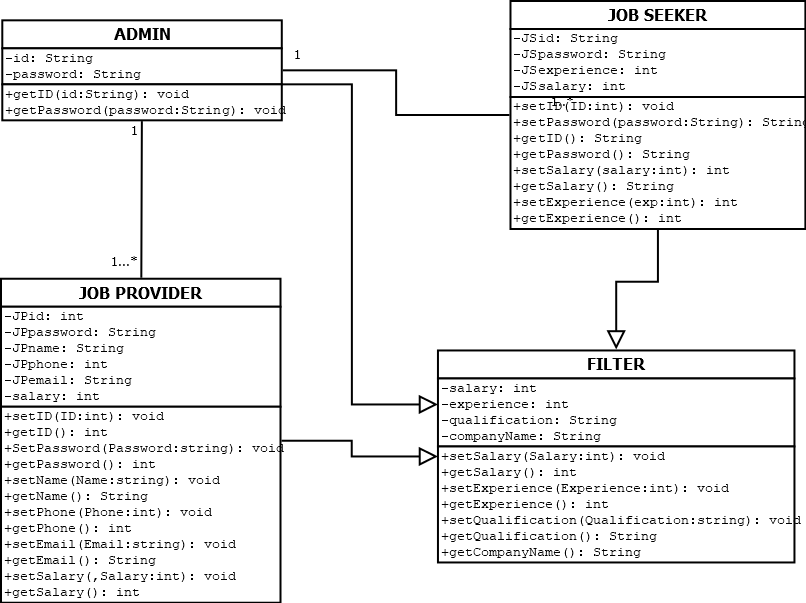 ADMIN
-id: String
-password: String
+getID(id:String): void
+getPassword(password:String): void
1
1
1...*
JOB SEEKER
-JSid: String
-JSpassword: String
-JSexperience: int
-JSsalary: int
1..*
+setID(ID:int): void
+setPassword(password:String): String
+getID(): String
+getPassword(): String
+setSalary(salary:int): int
+getSalary(): String
+setExperience(exp:int): int
+getExperience(): int
JOB PROVIDER
-JPid: int
-JPpassword: String
-JPname: String
-JPphone: int
-JPemail: String
-salary: int
+setID(ID:int): void
+getID(): int
+SetPassword(Password:string): void
+getPassword(): int
+setName(Name:string): void
+getName(): String
+setPhone(Phone:int): void
+getPhone(): int
+setEmail(Email:string): void
+getEmail(): String
+setSalary(,Salary:int): void
+getSalary(): int
FILTER
-salary: int
-experience: int
-qualification: String
-companyName: String
+setSalary(Salary:int): void
+getSalary(): int
+setExperience(Experience:int): void
+getExperience(): int
+setQualification(Qualification:string): void
+getQualification(): String
+getCompanyName(): String